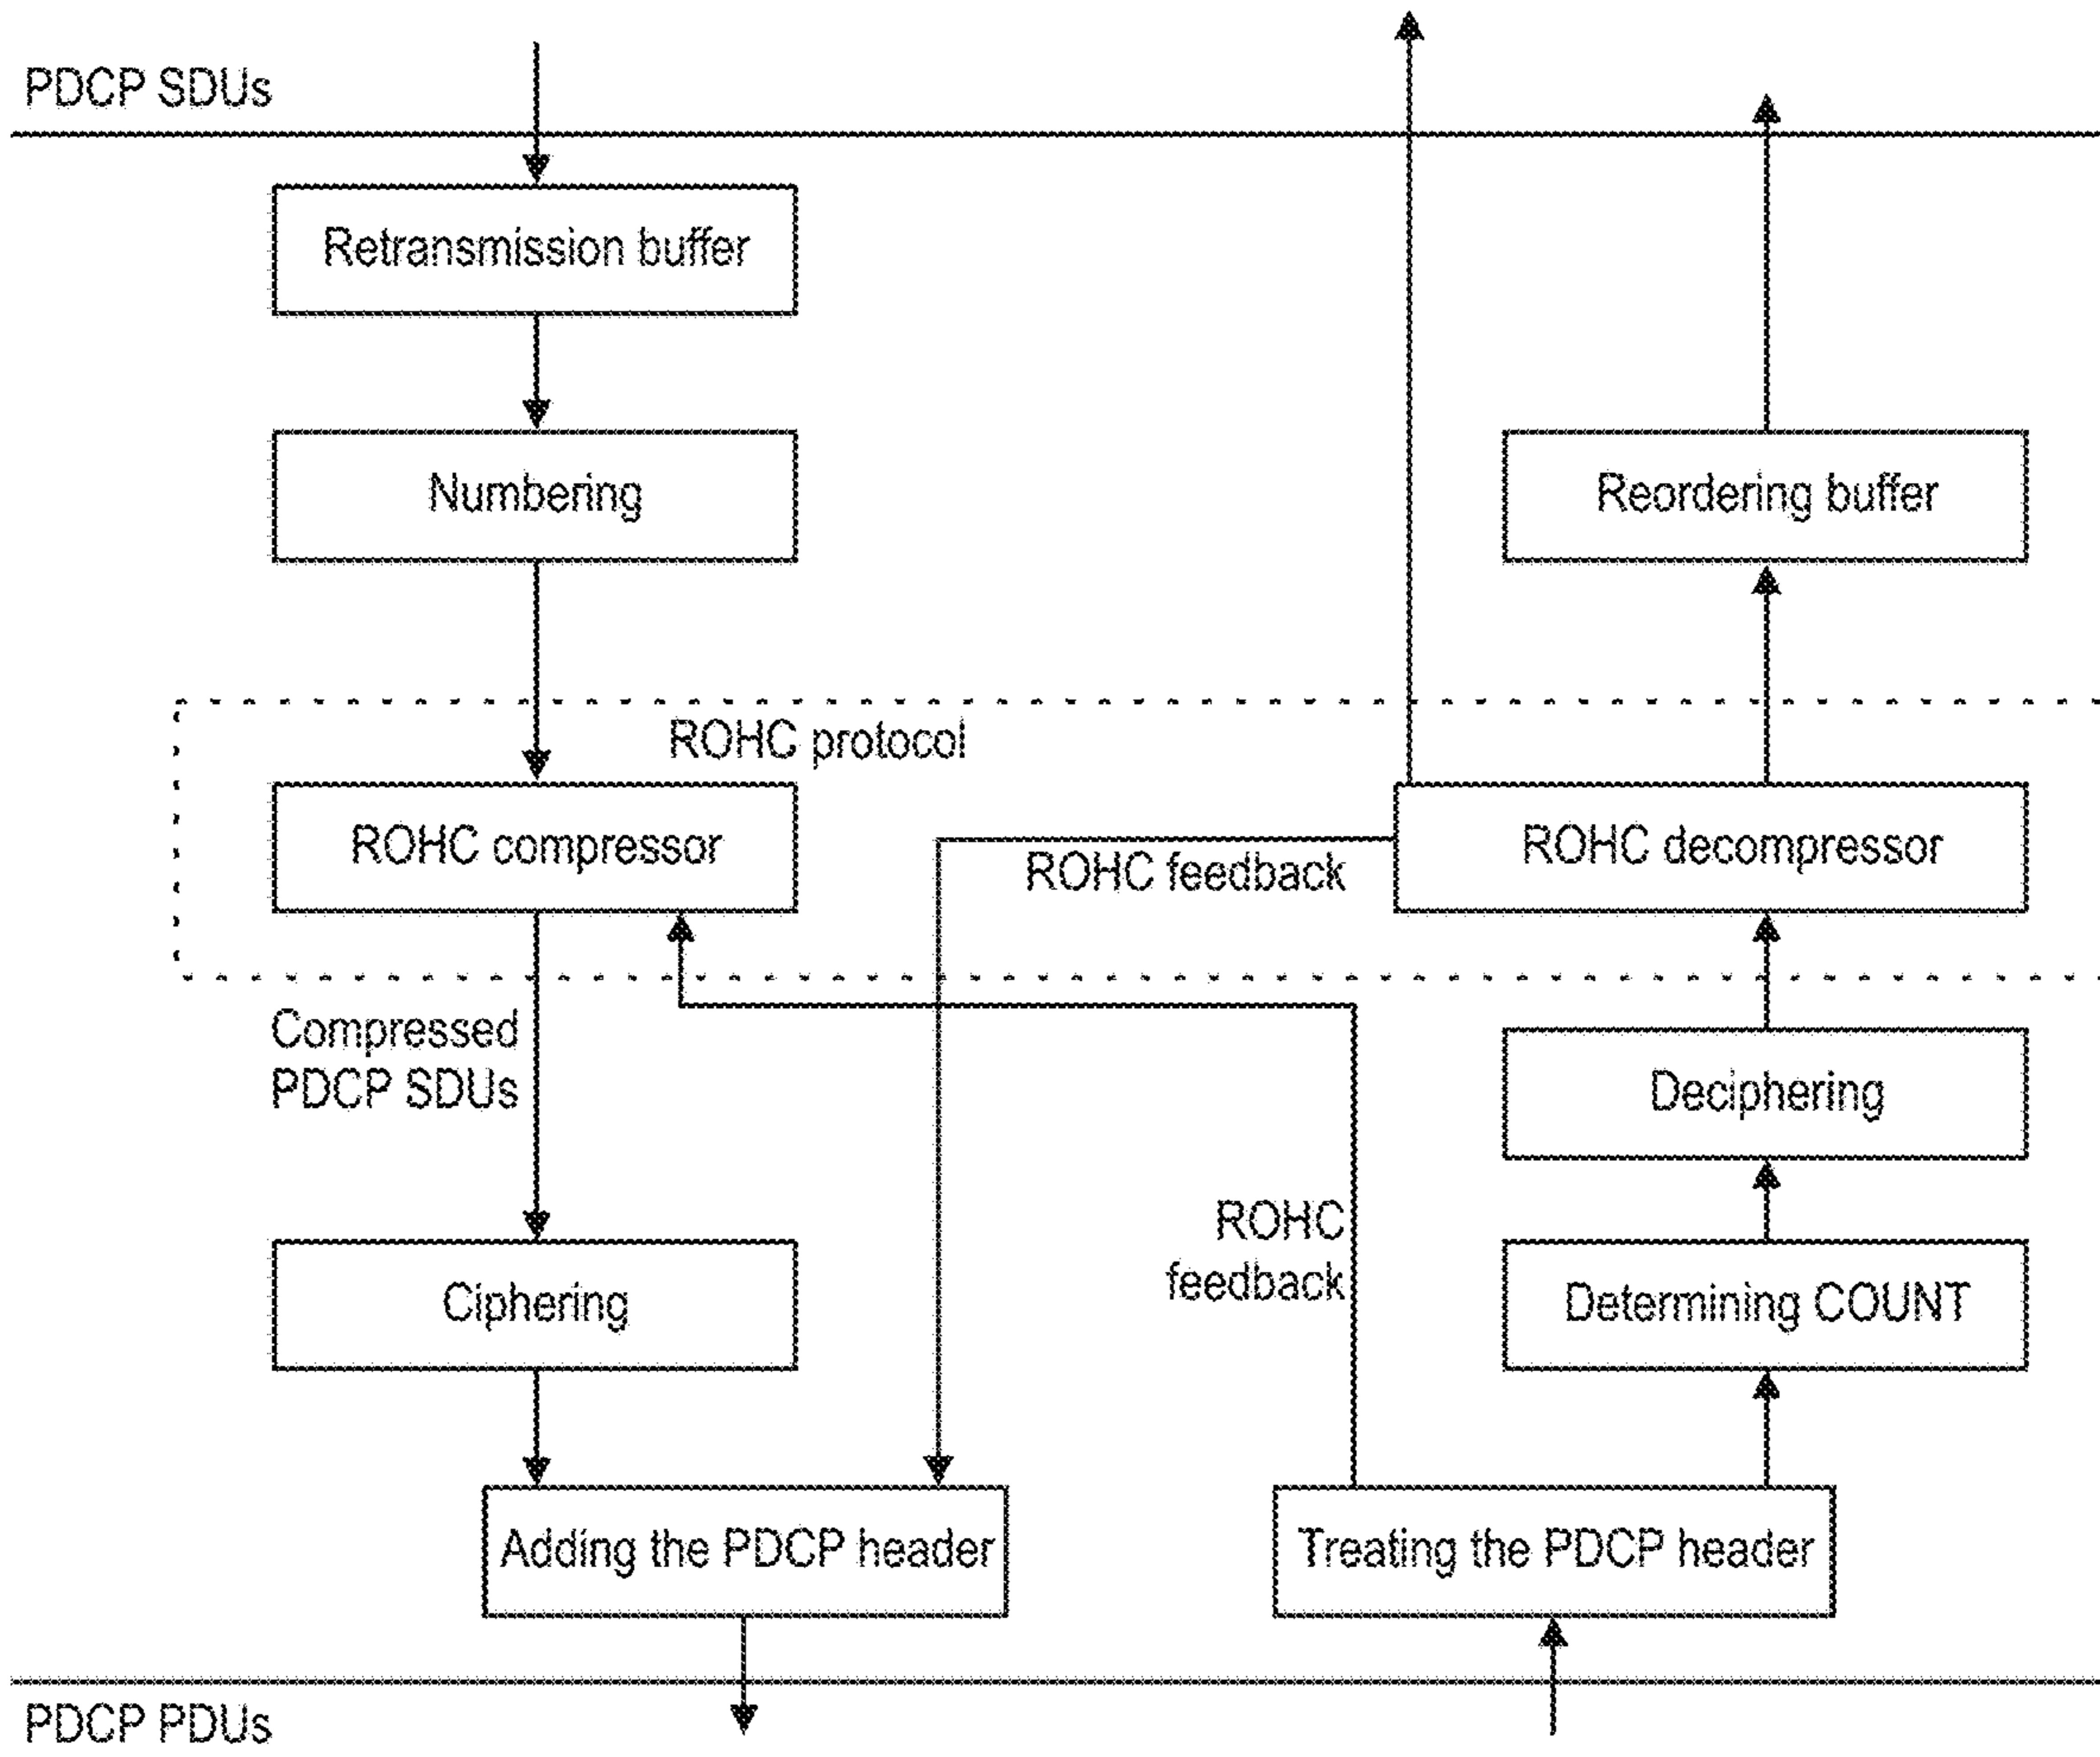 PDCP SDUs
Retransmission buffer
Numbering
Reordering buffer
ROHC protocol
ROHC compressor
ROHC feedback
ROHC decompressor
Compressed
PDCP SDUs
Deciphering
ROHC
feedback
Ciphering
Determining COUNT
Adding the PDCP header
Treating the PDCP header
PDCP PDUs